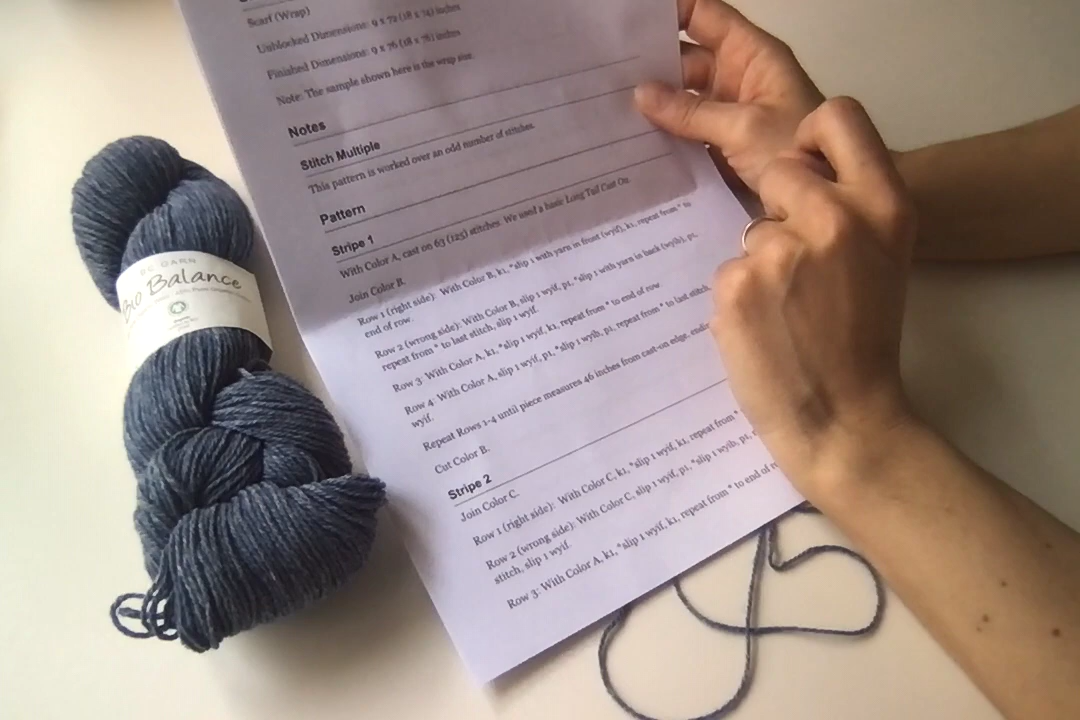 Scarf (Wrap)
Unblocked Dimensions: 9 x 72 (18 x 74) inches
Finished Dimensions: 9 x 76 (18 x 76) inches
Note: The sample shown here is the wrap size.
Notes
Stitch Multiple
This pattern is worked over an odd number of stitches.
Pattern
Stripe 1
With Color A, cast on 63 (125) stitches. We used a basic Long Tail Cast On.
Join Color B.
Row 1 (right side): With Color B, k1, *slip 1 with yarn in front (wyif), k1, repeat from * to
end of row.
Row 2 (wrong side): With Color B, slip 1 wyif, p1, *slip 1 with yarn in back (wyib), p1,
repeat from * to last stitch, slip 1 wyif.
Row 3: With Color A, k1, *slip 1 wyif, k1, repeat from * to end of row.
Row 4: With Color A, slip 1 wyif, p1, *slip 1 wyib, p1, repeat from * to last stitch,
wyif.
Repeat Rows 1-4 until piece measures 46 inches from cast-on edge,
Cut Color B.
Stripe 2
Join Color C.
Row 1 (right side): With Color C, k1, *slip 1 wyif, k1, repeat from *
Row 2 (wrong side): With Color C, slip 1 wyif, p1, *slip 1 wyib, p1,
stitch, slip 1 wyif.
Row 3: With Color A, k1, *slip 1 wyif, k1, repeat from * to end of
BC GARN
Bio Balance